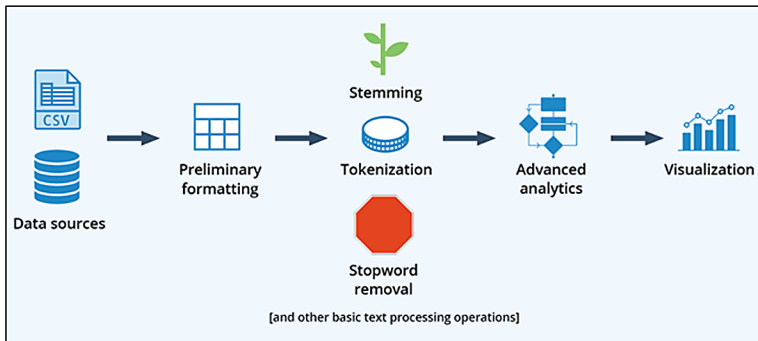 CSV
Data sources
Preliminary
formatting
Stemming
Tokenization
Stopword
removal
[and other basic text processing operations]
Advanced
analytics
Visualization